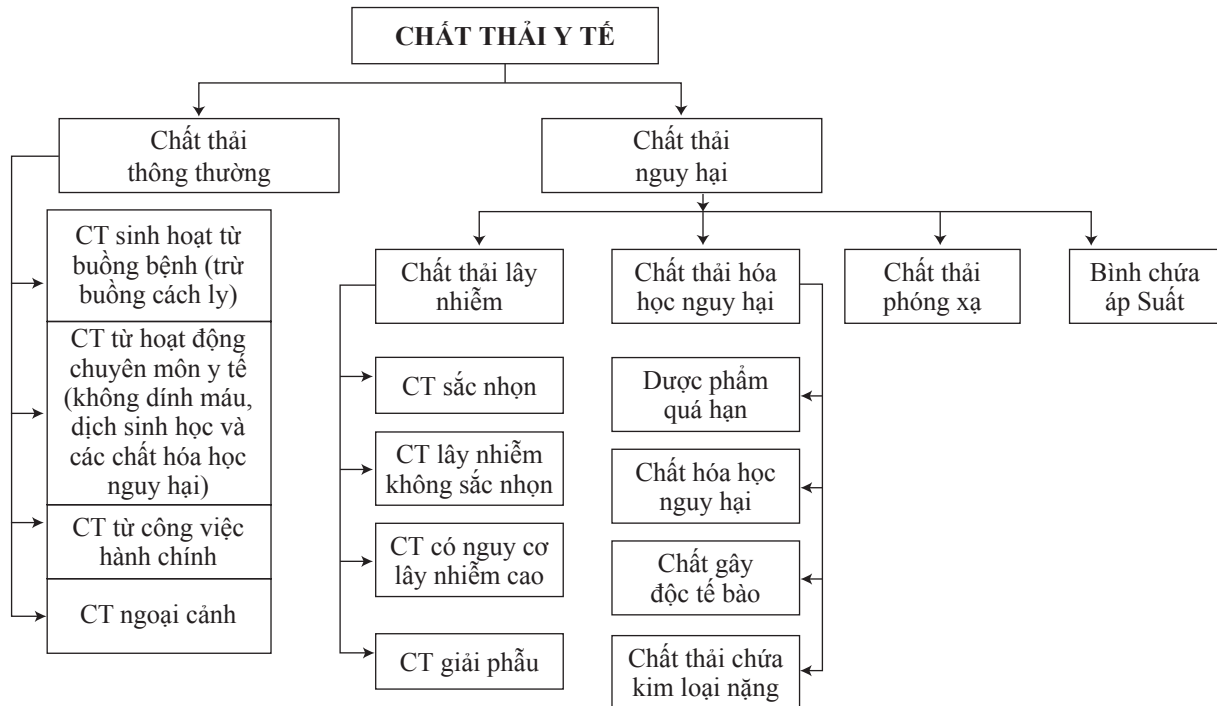 CHẤT THẢI Y TẾ
Chất thải
thông thường
Chất thải
nguy hại
CT sinh hoạt từ
buồng bệnh (trừ
buồng cách ly)
CT từ hoạt động
chuyên môn y tế
(không dính máu,
dịch sinh học và
các chất hóa học
nguy hại)
CT từ công việc
hành chính
CT ngoại cảnh
Chất thải lây
nhiễm
CT sắc nhọn
CT lây nhiễm
không sắc nhọn
CT có nguy cơ
lây nhiễm cao
CT giải phẫu
Chất thải hóa
học nguy hại
Dược phẩm
quá hạn
Chất hóa học
nguy hại
Chất gây
độc tế bào
Chất thải chứa
kim loại nặng
Chất thải
phóng xạ
Bình chứa
áp Suất